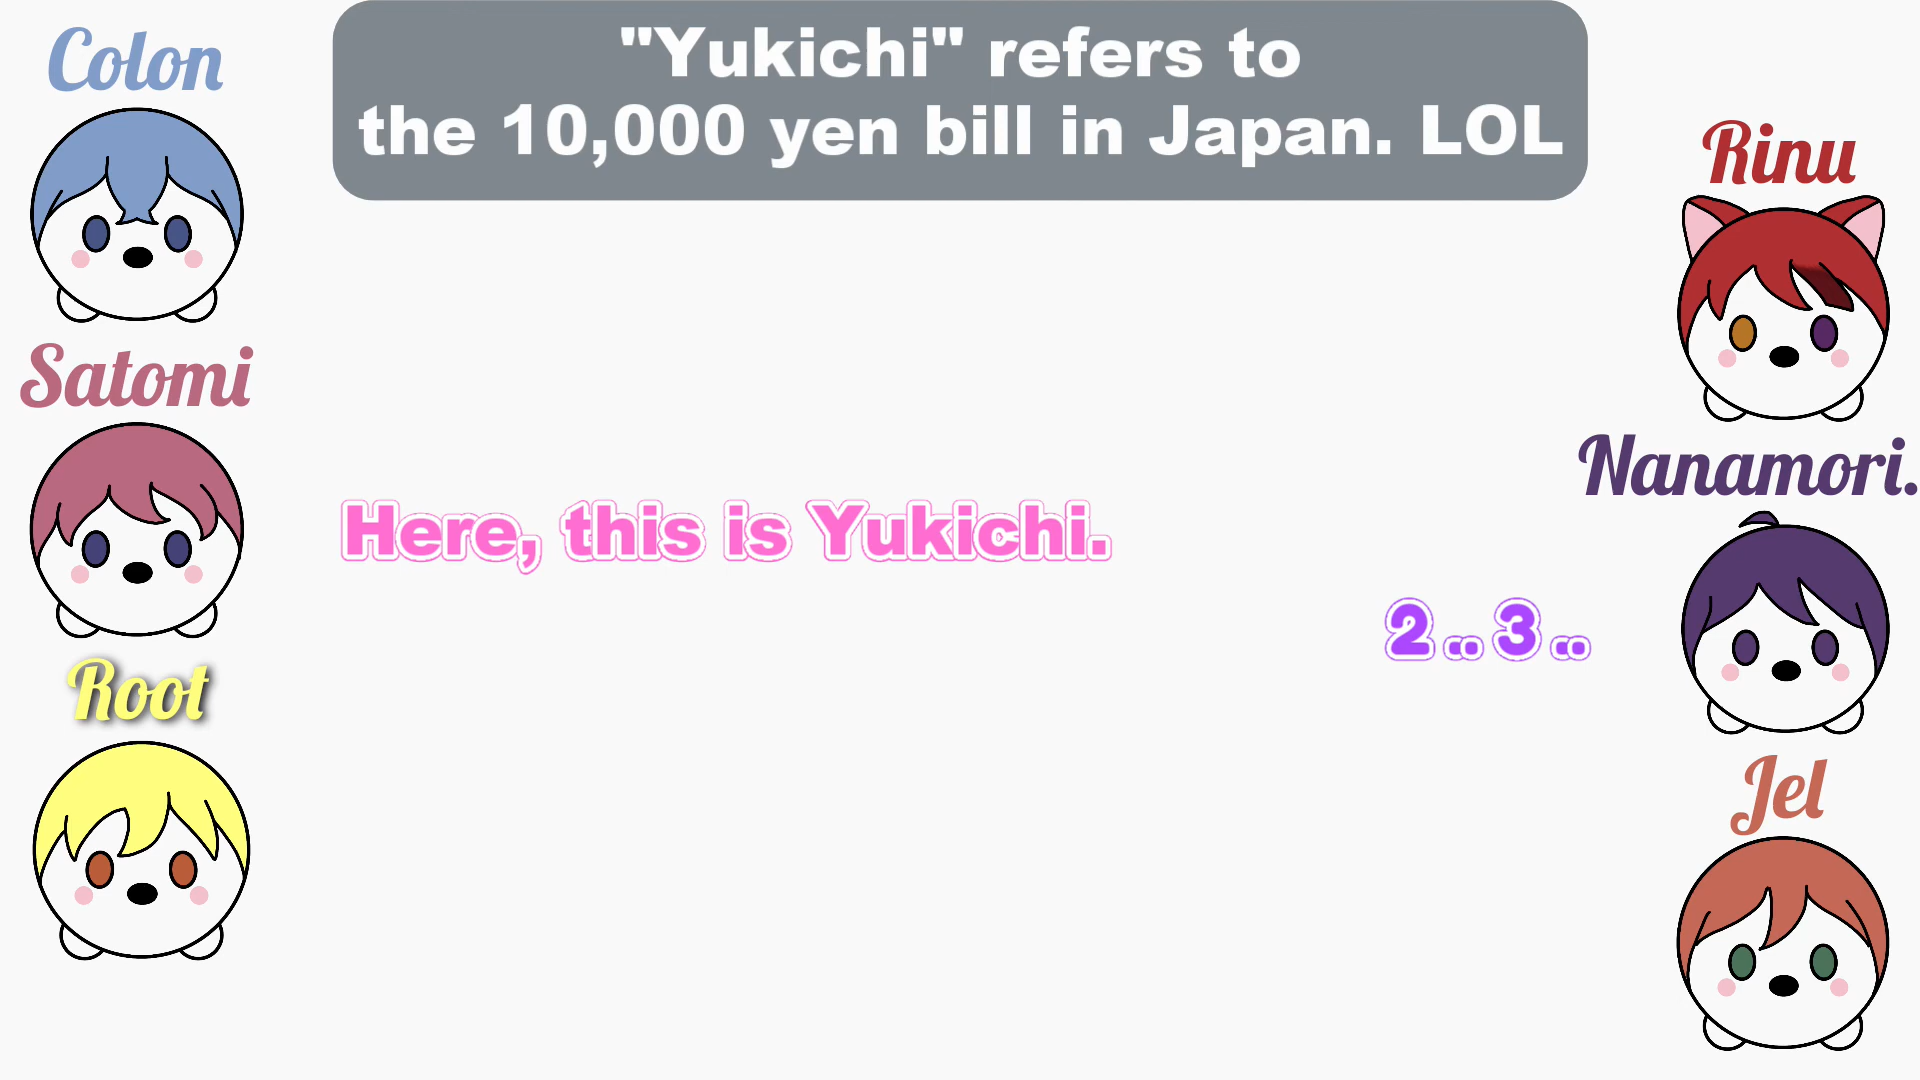 Colon
"Yukichi" refers to
the 10,000 yen bill in Japan. LOL
Rinu
Satomi
Nanamori.
Here, this is Yukichi.
2..3..
Root
Jel